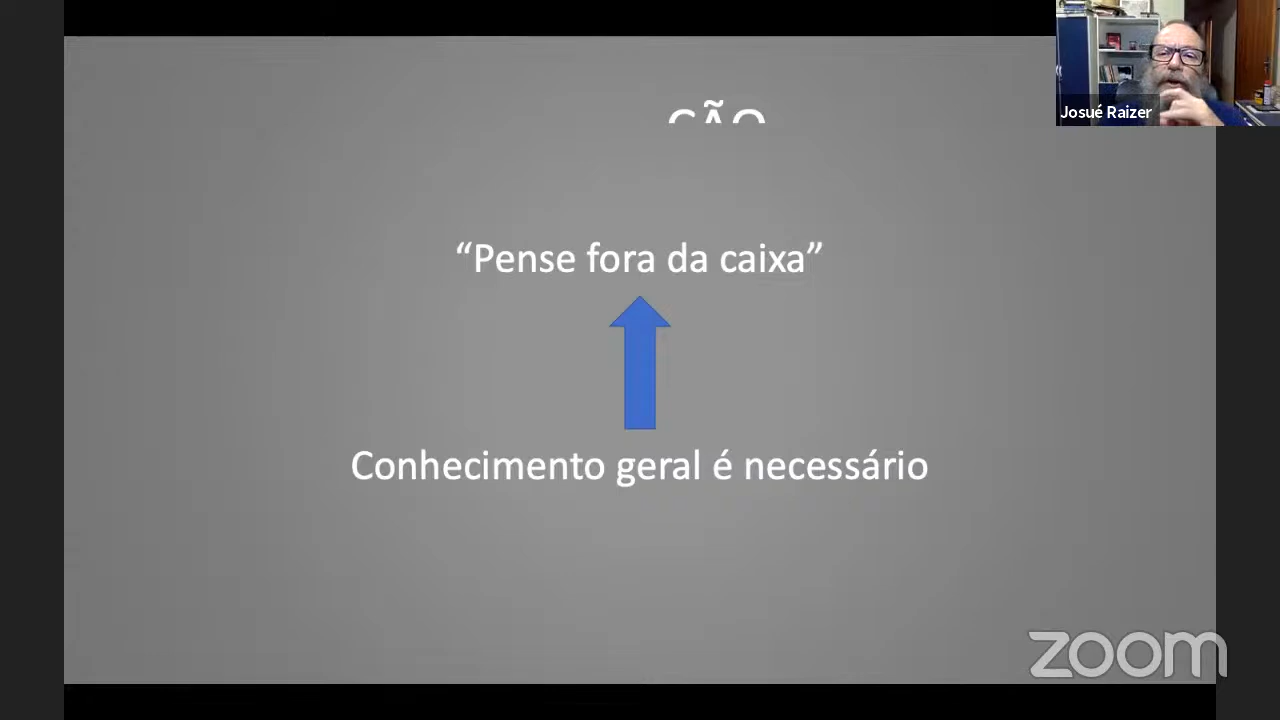 Josué Raizer
“Pense fora da caixa”
Conhecimento geral é necessário
zoom